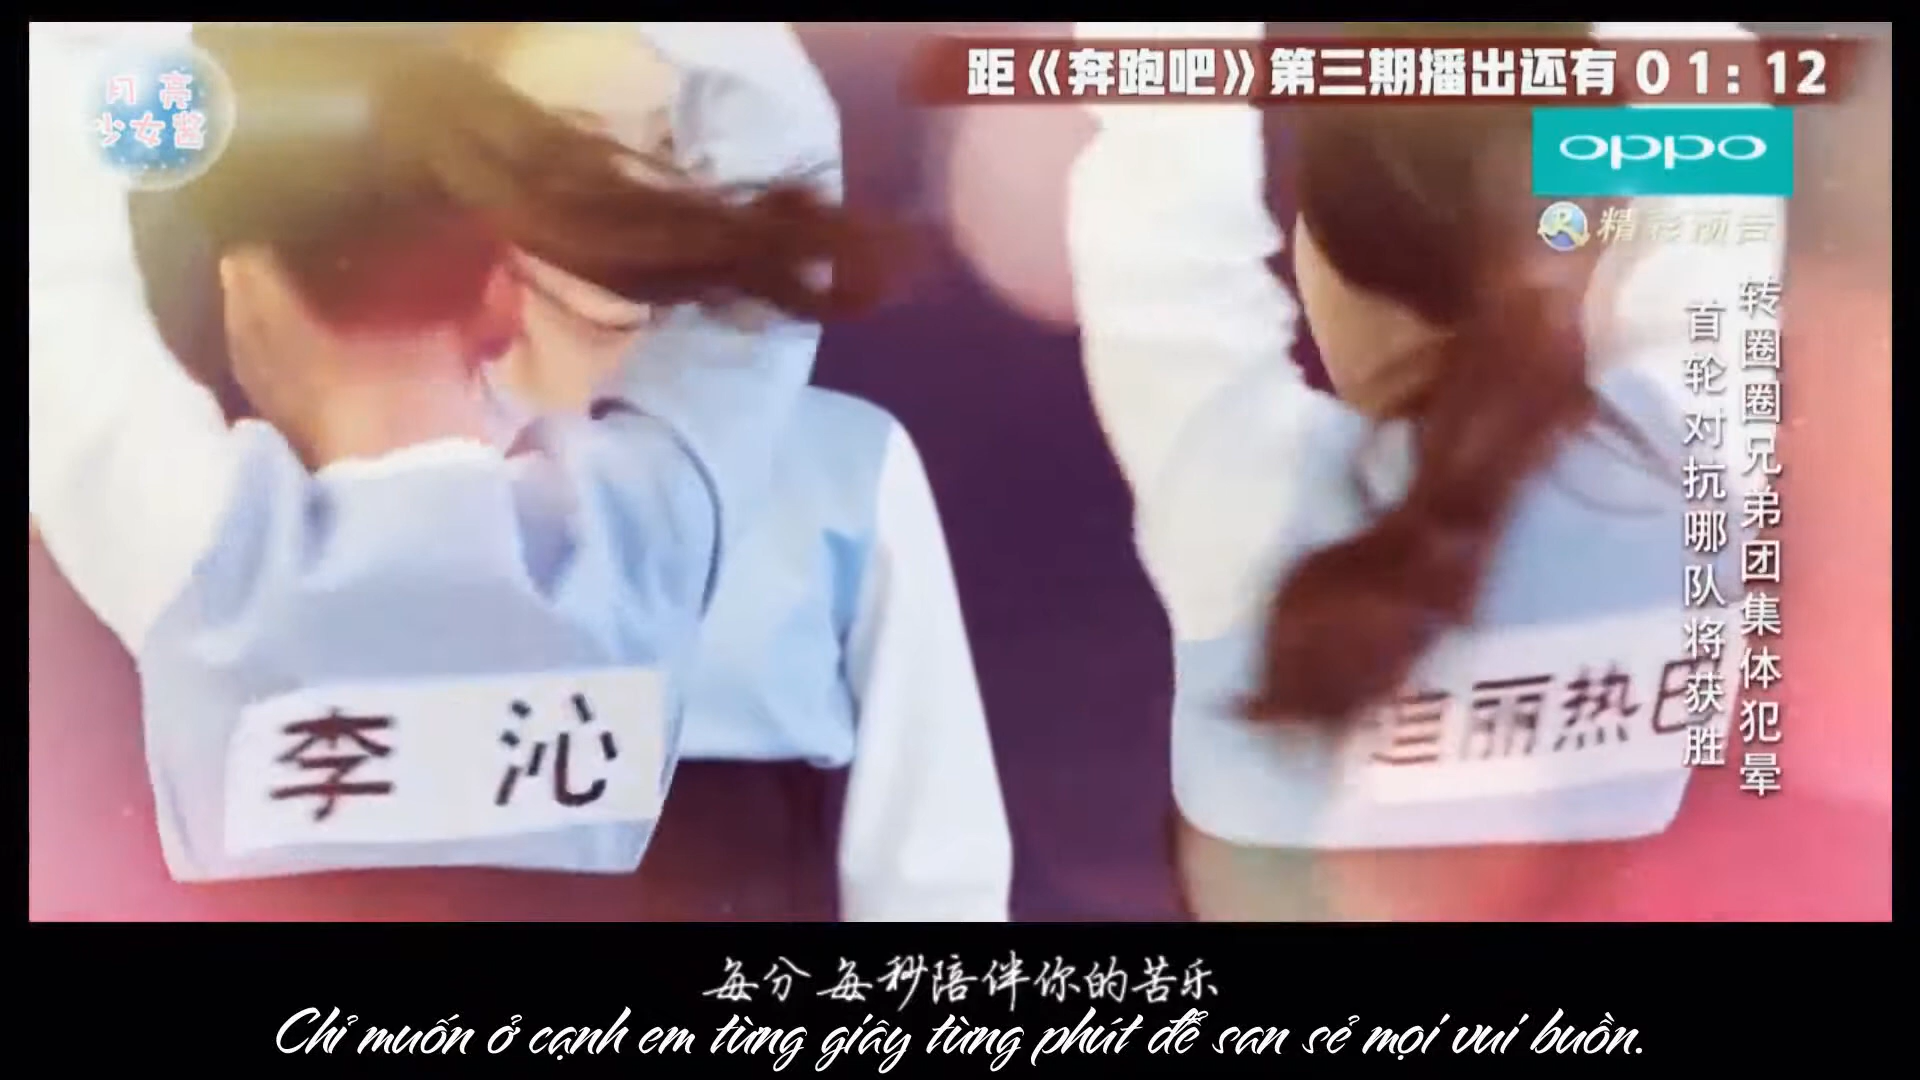 月亮
少女酱
距《奔跑吧》第三期播出还有01:12
oppo
精彩预告
转圈圈兄弟团集体犯晕
首轮对抗哪队将获胜
李沁
丽热巴
每分每秒陪伴你的苦乐
Chỉ muốn ở cạnh em từng giây từng phút để san sẻ mọi vui buồn.